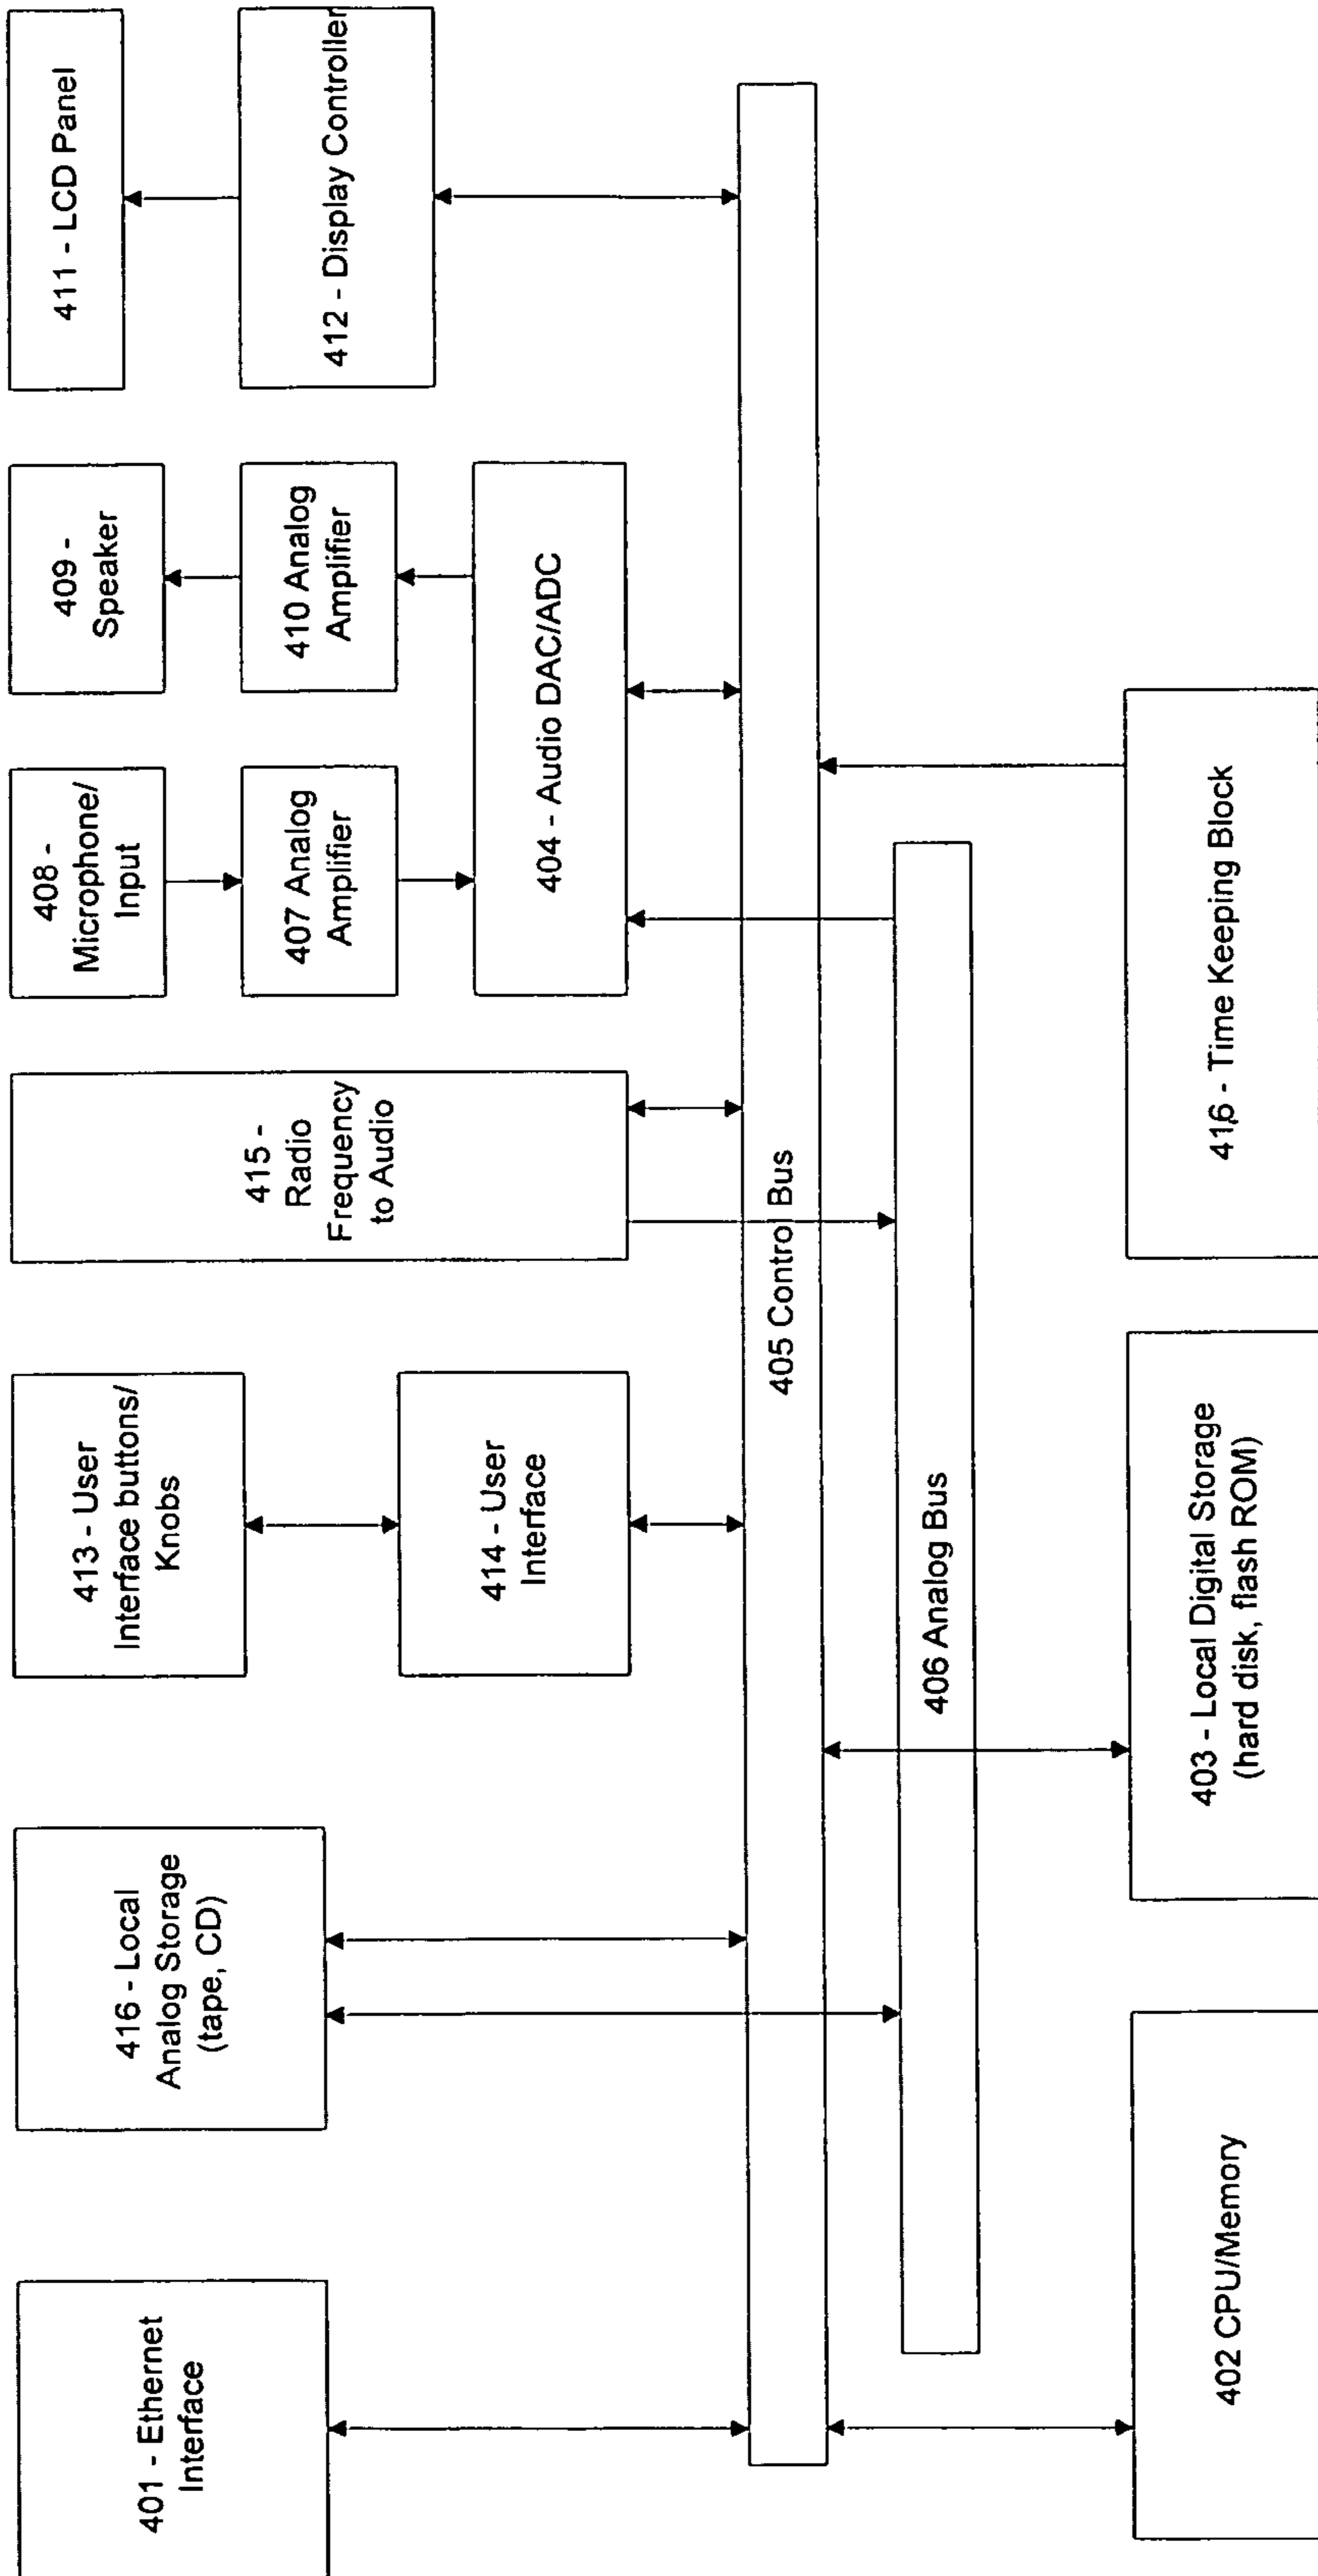 401 - Ethernet
Interface
416 - Local
Analog Storage
(tape, CD)
413 - User
Interface buttons/
Knobs
414 - User
Interface
415 -
Radio
Frequency
to Audio
408 -
Microphone/
Input
407 Analog
Amplifier
409 -
Speaker
410 Analog
Amplifier
404 - Audio DAC/ADC
411 - LCD Panel
412 - Display Controller
405 Control Bus
406 Analog Bus
402 CPU/Memory
403 - Local Digital Storage
(hard disk, flash ROM)
416 - Time Keeping Block